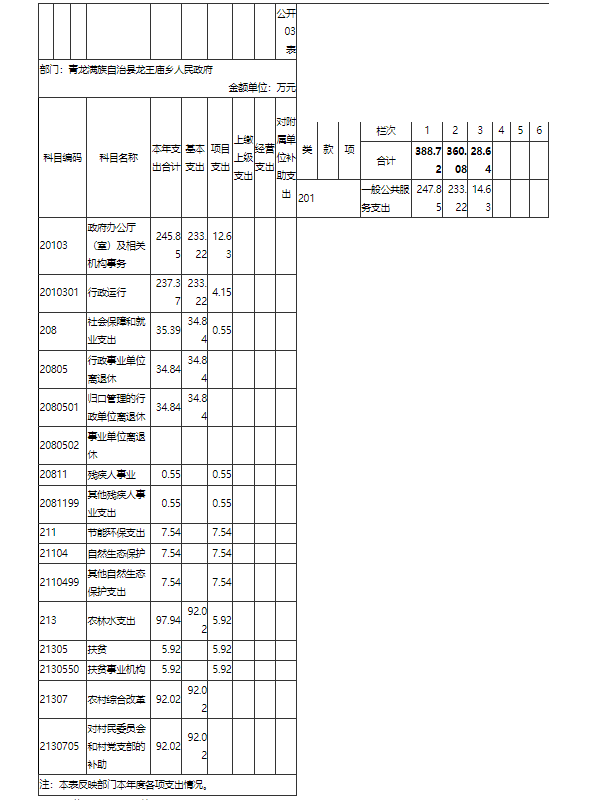 公开
03
表
部门：青龙满族自治县龙王庙乡人民政府
金额单位：万元
科目编码 科目名称 本年支出合计 基本支出 项目支出 上缴上级支出 经营支出 对附属单位补助支出
类 款 项 栏次 1 2 3 4 5 6
合计 388.72 360.08 28.64
201 一般公共服务支出 247.85 233.22 14.63
20103 政府办公厅（室）及相关机构事务 245.85 233.22 12.63
2010301 行政运行 237.37 233.22 4.15
208 社会保障和就业支出 35.39 34.84 0.55
20805 行政事业单位离退休 34.84 34.84
2080501 归口管理的行政单位离退休 34.84 34.84
2080502 事业单位离退休
20811 残疾人事业 0.55 0.55
2081199 其他残疾人事业支出 0.55 0.55
211 节能环保支出 7.54 7.54
21104 自然生态保护 7.54 7.54
2110499 其他自然生态保护支出 7.54 7.54
213 农林水支出 97.94 92.02 5.92
21305 扶贫 5.92 5.92
2130550 扶贫事业机构 5.92 5.92
21307 农村综合改革 92.02 92.02
2130705 对村民委员会和村党支部的补助 92.02 92.02
注：本表反映部门本年度各项支出情况。